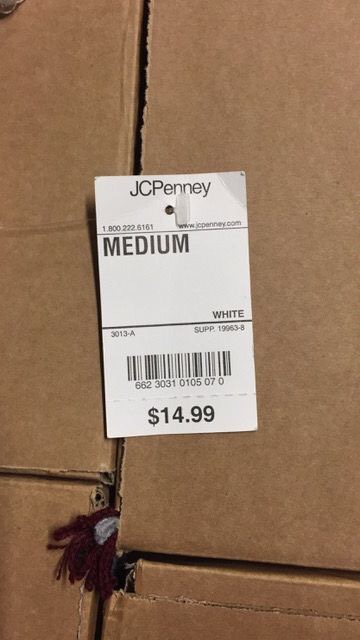 JCPenney
1.800.222.6161 www.jcpenney.com
MEDIUM
WHITE
3013-A SUPP. 19963-8
662 3031 0105 07 0
$14.99